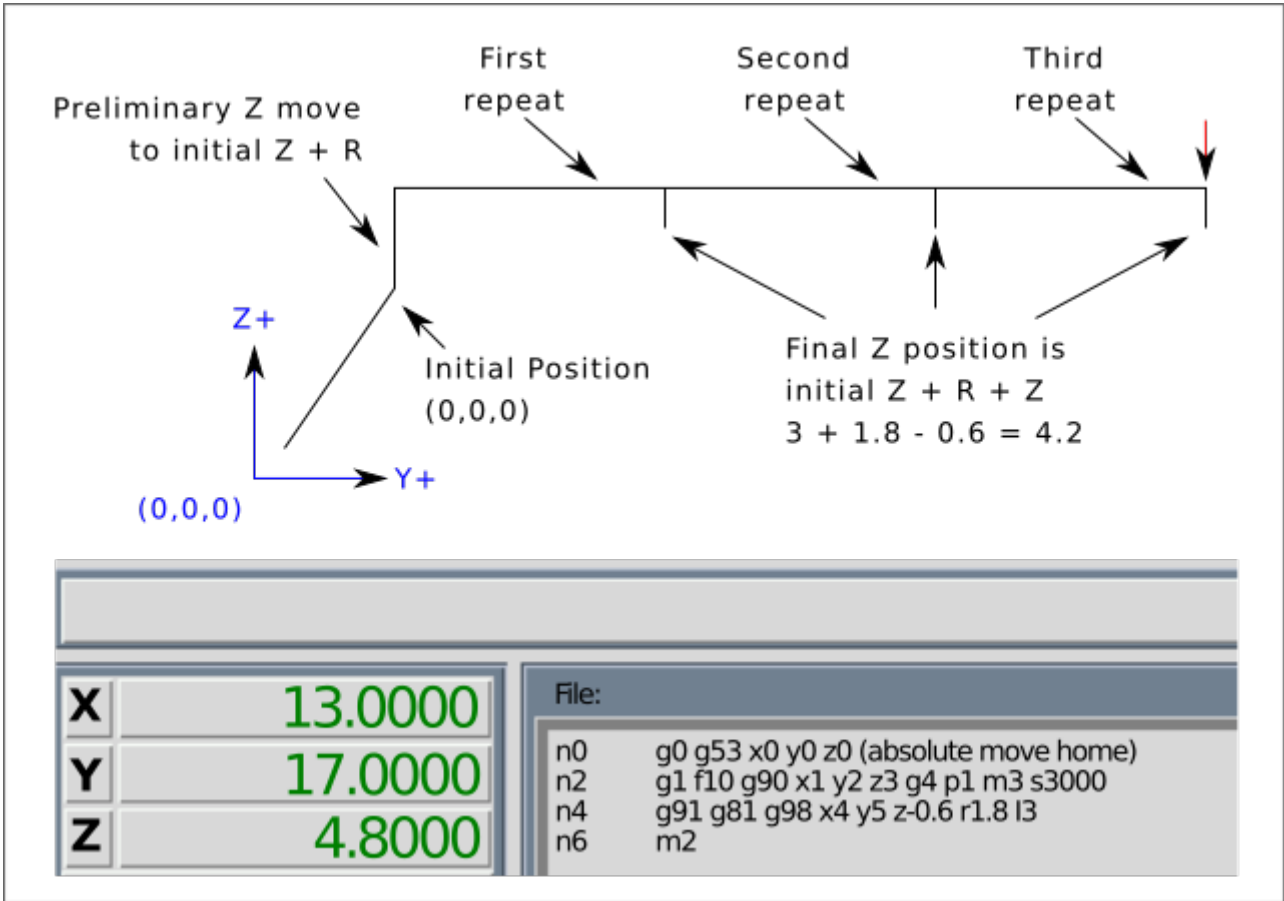 First
repeat
Second
repeat
Third
repeat
Preliminary Z move
to initial Z + R
Z+
Initial Position
(0,0,0)
Final Z position is
initial Z + R + Z
3 + 1.8 - 0.6 = 4.2
Y+
(0,0,0)
X 13.0000
Y 17.0000
Z 4.8000
File:
n0 g0 g53 x0 y0 z0 (absolute move home)
n2 g1 f10 g90 x1 y2 z3 g4 p1 m3 s3000
n4 g91 g81 g98 x4 y5 z-0.6 r1.8 l3
n6 m2